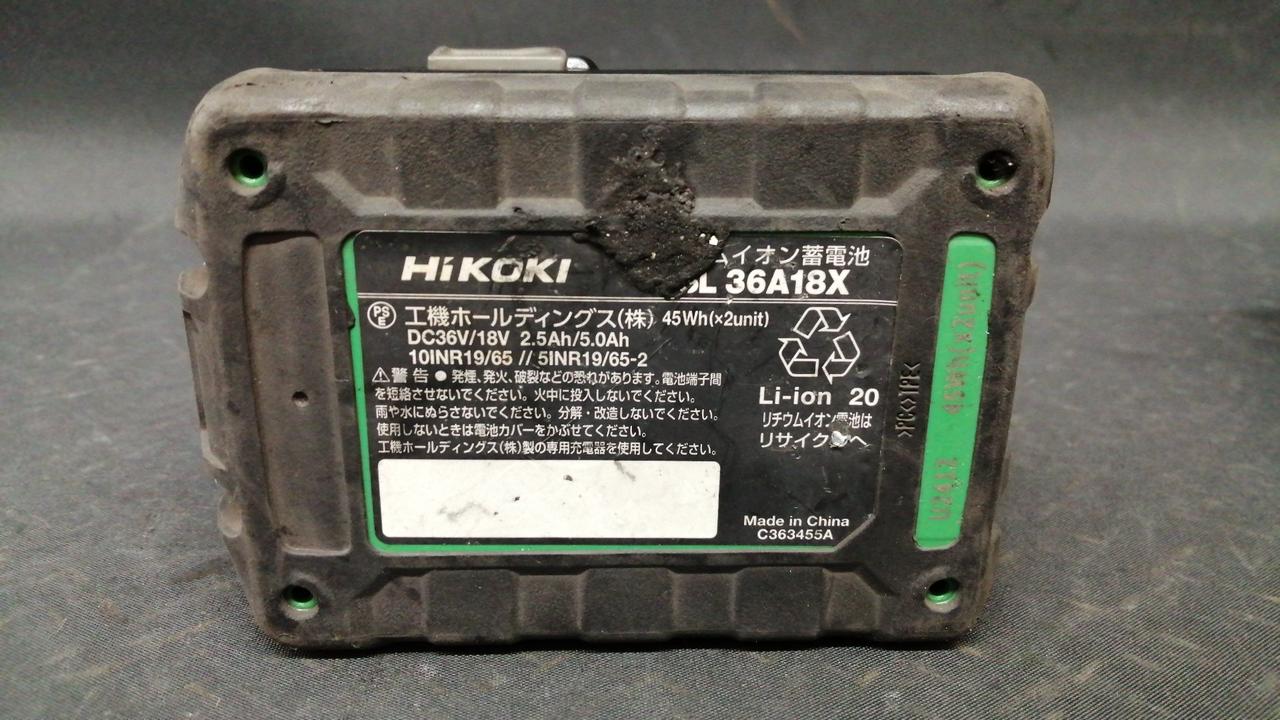 HiKOKI
ムイオン蓄電池
BL 36A18X
PSE 工機ホールディングス(株) 45Wh(×2unit)
DC36V/18V 2.5Ah/5.0Ah
10INR19/65 // 5INR19/65-2
⚠警告 ● 発煙、発火、破裂などの恐れがあります。電池端子間
を短絡させないでください。火中に投入しないでください。
雨や水にぬらさないでください。分解・改造しないでください。
使用しないときは電池カバーをかぶせてください。
工機ホールディングス(株)製の専用充電器を使用してください。
Li-ion 20
リチウムイオン電池は
リサイクルへ
Made in China
C363455A
>PC<>TPE<
45Wh(×2unit)